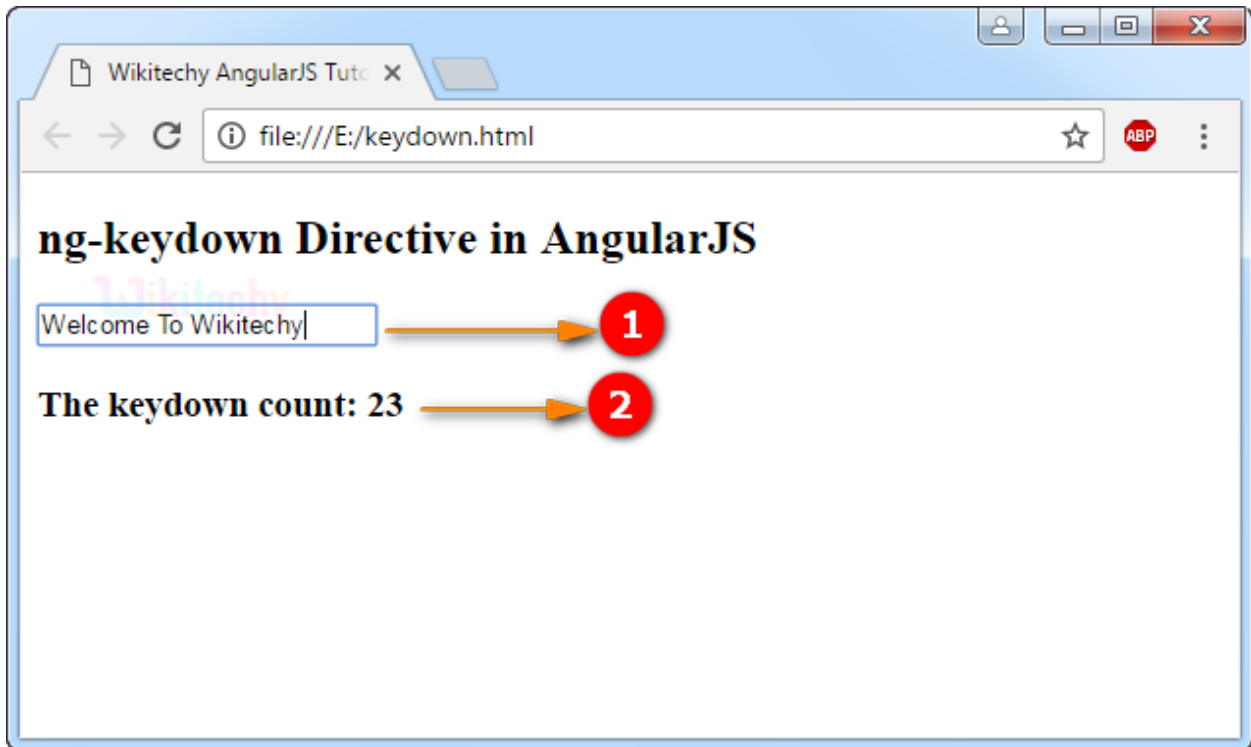 Wikitechy AngularJS Tuto
file:///E:/keydown.html
ABP
ng-keydown Directive in AngularJS
Wikitechy
Welcome To Wikitechy
1
The keydown count: 23
2